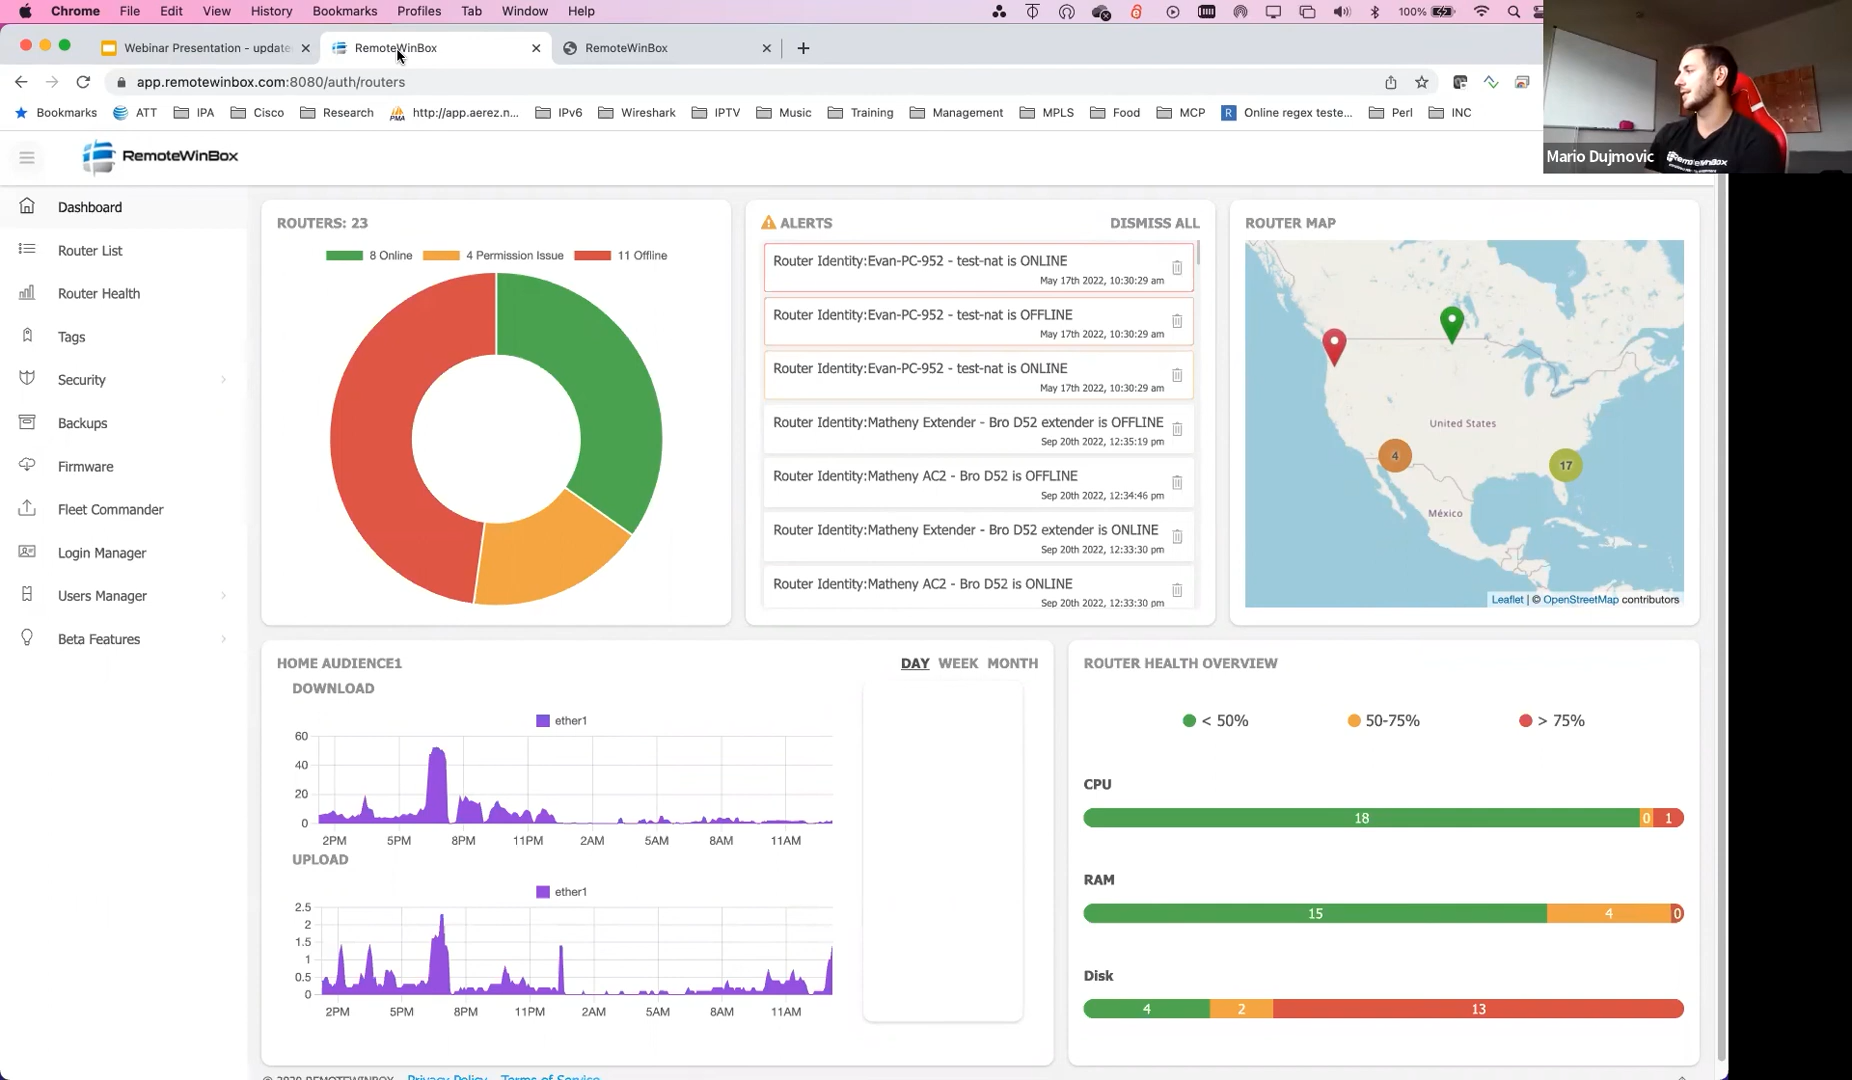 Chrome File Edit View History Bookmarks Profiles Tab Window Help 100%
Webinar Presentation - update
RemoteWinBox
RemoteWinBox
app.remotewinbox.com:8080/auth/routers
Bookmarks ATT IPA Cisco Research http://app.aerez.n... IPv6 Wireshark IPTV Music Training Management MPLS Food MCP Online regex teste... Perl INC
Mario Dujmovic
RemoteWinBox
RemoteWinBox
Dashboard
Router List
Router Health
Tags
Security
Backups
Firmware
Fleet Commander
Login Manager
Users Manager
Beta Features
ROUTERS: 23
8 Online 4 Permission Issue 11 Offline
ALERTS DISMISS ALL
Router Identity:Evan-PC-952 - test-nat is ONLINE
May 17th 2022, 10:30:29 am
Router Identity:Evan-PC-952 - test-nat is OFFLINE
May 17th 2022, 10:30:29 am
Router Identity:Evan-PC-952 - test-nat is ONLINE
May 17th 2022, 10:30:29 am
Router Identity:Matheny Extender - Bro D52 extender is OFFLINE
Sep 20th 2022, 12:35:19 pm
Router Identity:Matheny AC2 - Bro D52 is OFFLINE
Sep 20th 2022, 12:34:46 pm
Router Identity:Matheny Extender - Bro D52 extender is ONLINE
Sep 20th 2022, 12:33:30 pm
Router Identity:Matheny AC2 - Bro D52 is ONLINE
Sep 20th 2022, 12:33:30 pm
ROUTER MAP
United States
México
4
17
Leaflet | © OpenStreetMap contributors
HOME AUDIENCE1 DAY WEEK MONTH
DOWNLOAD
ether1
60
40
20
0
2PM 5PM 8PM 11PM 2AM 5AM 8AM 11AM
UPLOAD
ether1
2.5
2
1.5
1
0.5
0
2PM 5PM 8PM 11PM 2AM 5AM 8AM 11AM
ROUTER HEALTH OVERVIEW
< 50% 50-75% > 75%
CPU
18 0 1
RAM
15 4 0
Disk
4 2 13
© 2020 REMOTEWINBOX Privacy Policy Terms of Service